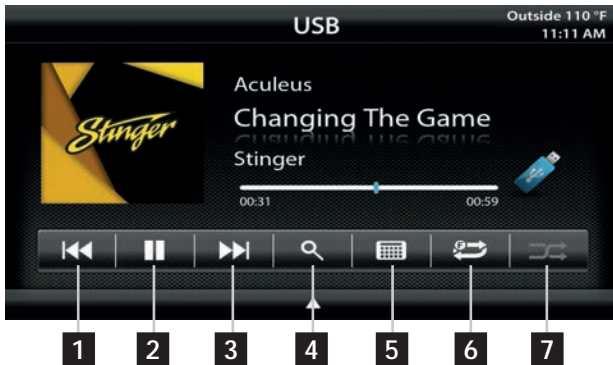 USB
Outside 110 °F
11:11 AM
Stinger
Aculeus
Changing The Game
Stinger
00:31 00:59
1 2 3 4 5 6 7